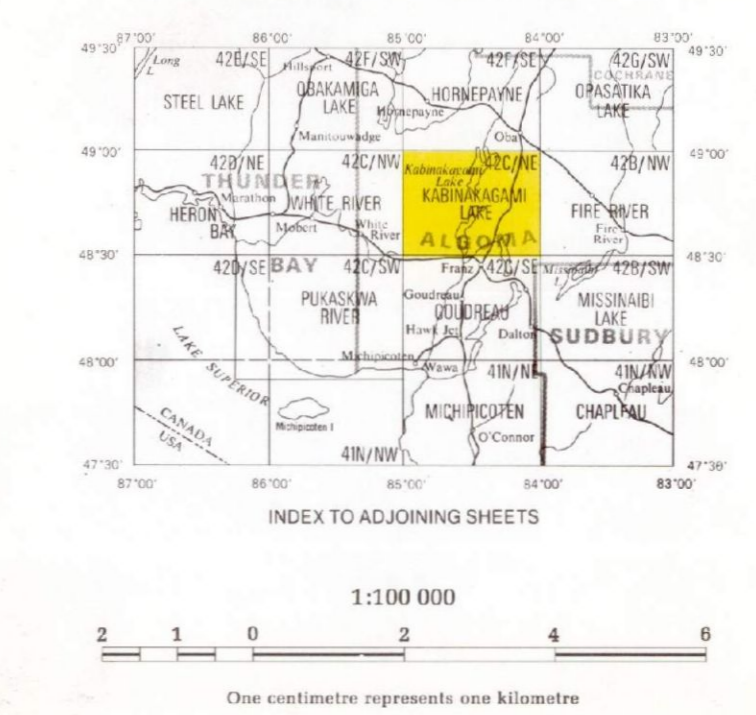 87°00' 86°00' 85°00' 84°00' 83°00'
49°30' 49°30'
Long 42E/SE 42F/SW 42F/SE 42G/SW
L.
Hillsport
COCHRANE
STEEL LAKE OBAKAMIGA LAKE HORNEPAYNE OPASATIKA LAKE
Hornepayne
Manitouwadge Oba
49°00' 49°00'
42D/NE 42C/NW 42C/NE 42B/NW
Kabinakagami
Lake
THUNDER
Marathon WHITE RIVER KABINAKAGAMI LAKE FIRE RIVER
HERON BAY
Mobert White River Fire River
ALGOMA
48°30' 48°30'
42D/SE BAY 42C/SW Franz 42C/SE Missinaibi L. 42B/SW
PUKASKWA RIVER Goudreau GOUDREAU MISSINAIBI LAKE
Hawk Jct Dalton SUDBURY
LAKE SUPERIOR
48°00' Michipicoten 48°00'
Wawa 41N/NE 41N/NW
Chapleau
CANADA Michipicoten I MICHIPICOTEN CHAPLEAU
USA
O'Connor
41N/NW
47°30' 47°30'
87°00' 86°00' 85°00' 84°00' 83°00'
INDEX TO ADJOINING SHEETS
1:100 000
2 1 0 2 4 6
One centimetre represents one kilometre